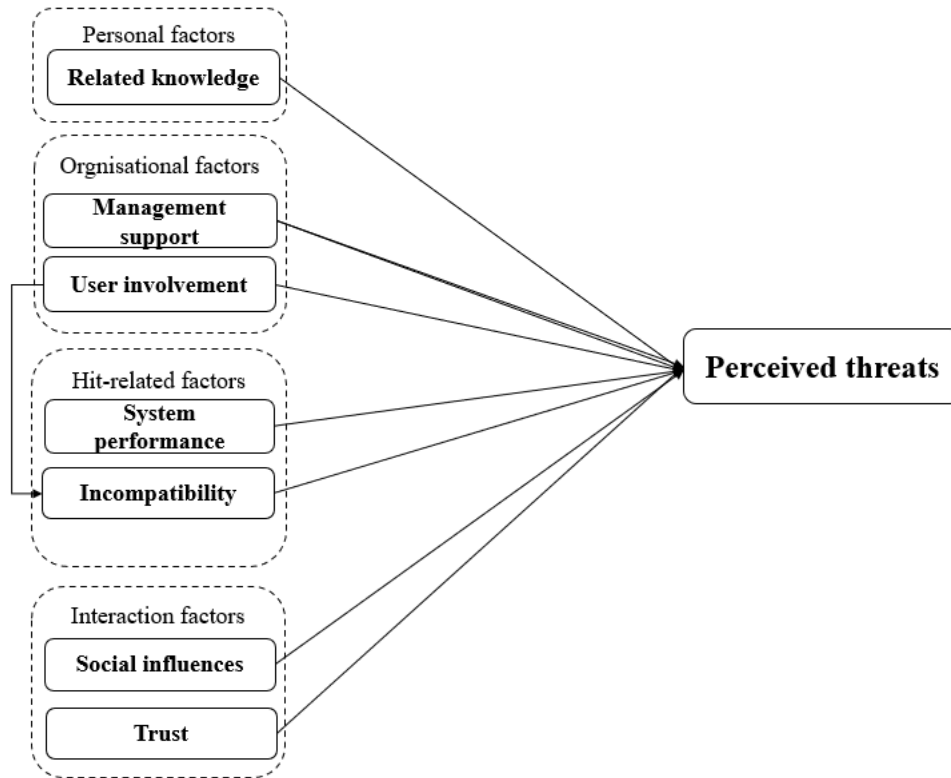 Personal factors
Related knowledge
Orgnisational factors
Management
support
User involvement
Hit-related factors
System
performance
Incompatibility
Interaction factors
Social influences
Trust
Perceived threats